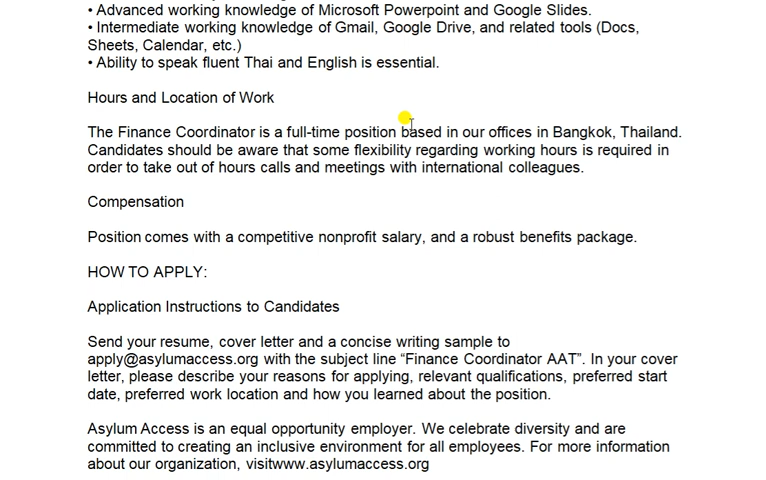 • Advanced working knowledge of Microsoft Powerpoint and Google Slides.
• Intermediate working knowledge of Gmail, Google Drive, and related tools (Docs,
Sheets, Calendar, etc.)
• Ability to speak fluent Thai and English is essential.
Hours and Location of Work
The Finance Coordinator is a full-time position based in our offices in Bangkok, Thailand.
Candidates should be aware that some flexibility regarding working hours is required in
order to take out of hours calls and meetings with international colleagues.
Compensation
Position comes with a competitive nonprofit salary, and a robust benefits package.
HOW TO APPLY:
Application Instructions to Candidates
Send your resume, cover letter and a concise writing sample to
apply@asylumaccess.org with the subject line “Finance Coordinator AAT”. In your cover
letter, please describe your reasons for applying, relevant qualifications, preferred start
date, preferred work location and how you learned about the position.
Asylum Access is an equal opportunity employer. We celebrate diversity and are
committed to creating an inclusive environment for all employees. For more information
about our organization, visitwww.asylumaccess.org